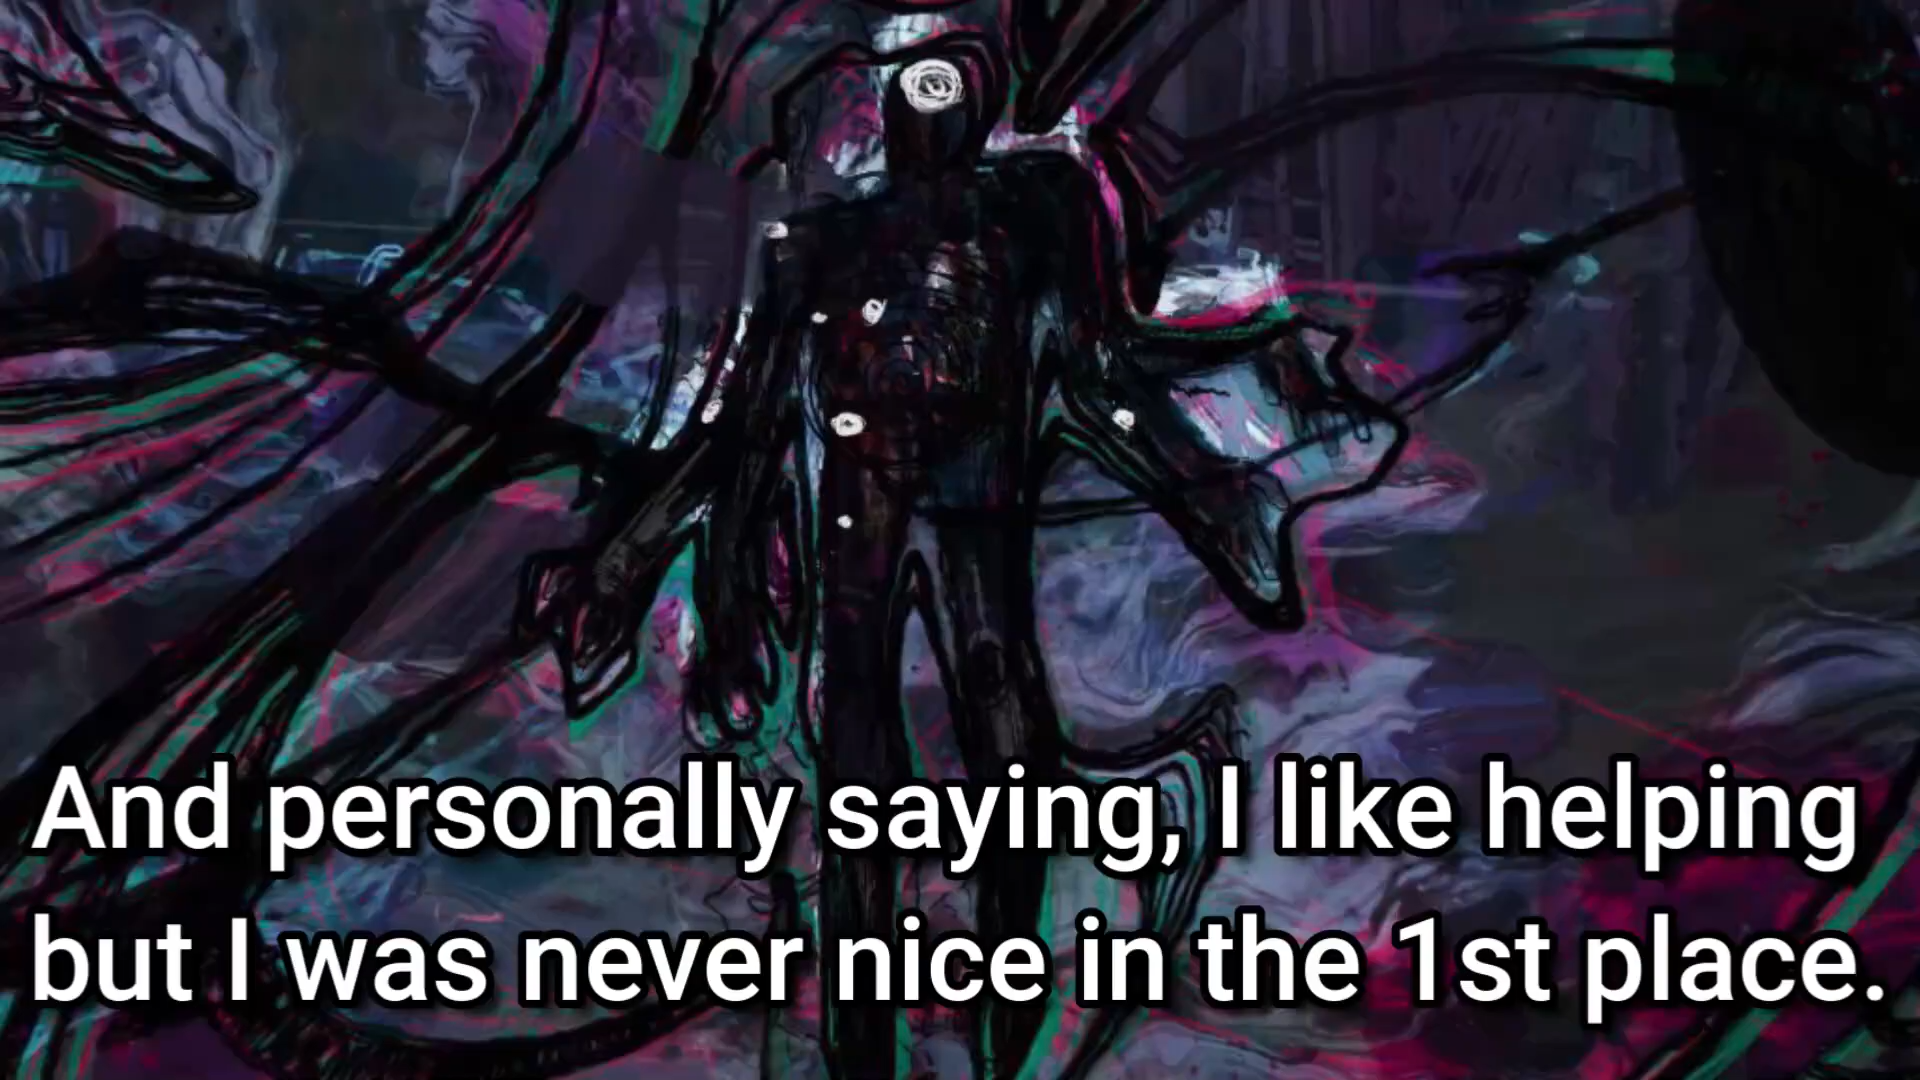 And personally saying, I like helping
but I was never nice in the 1st place.